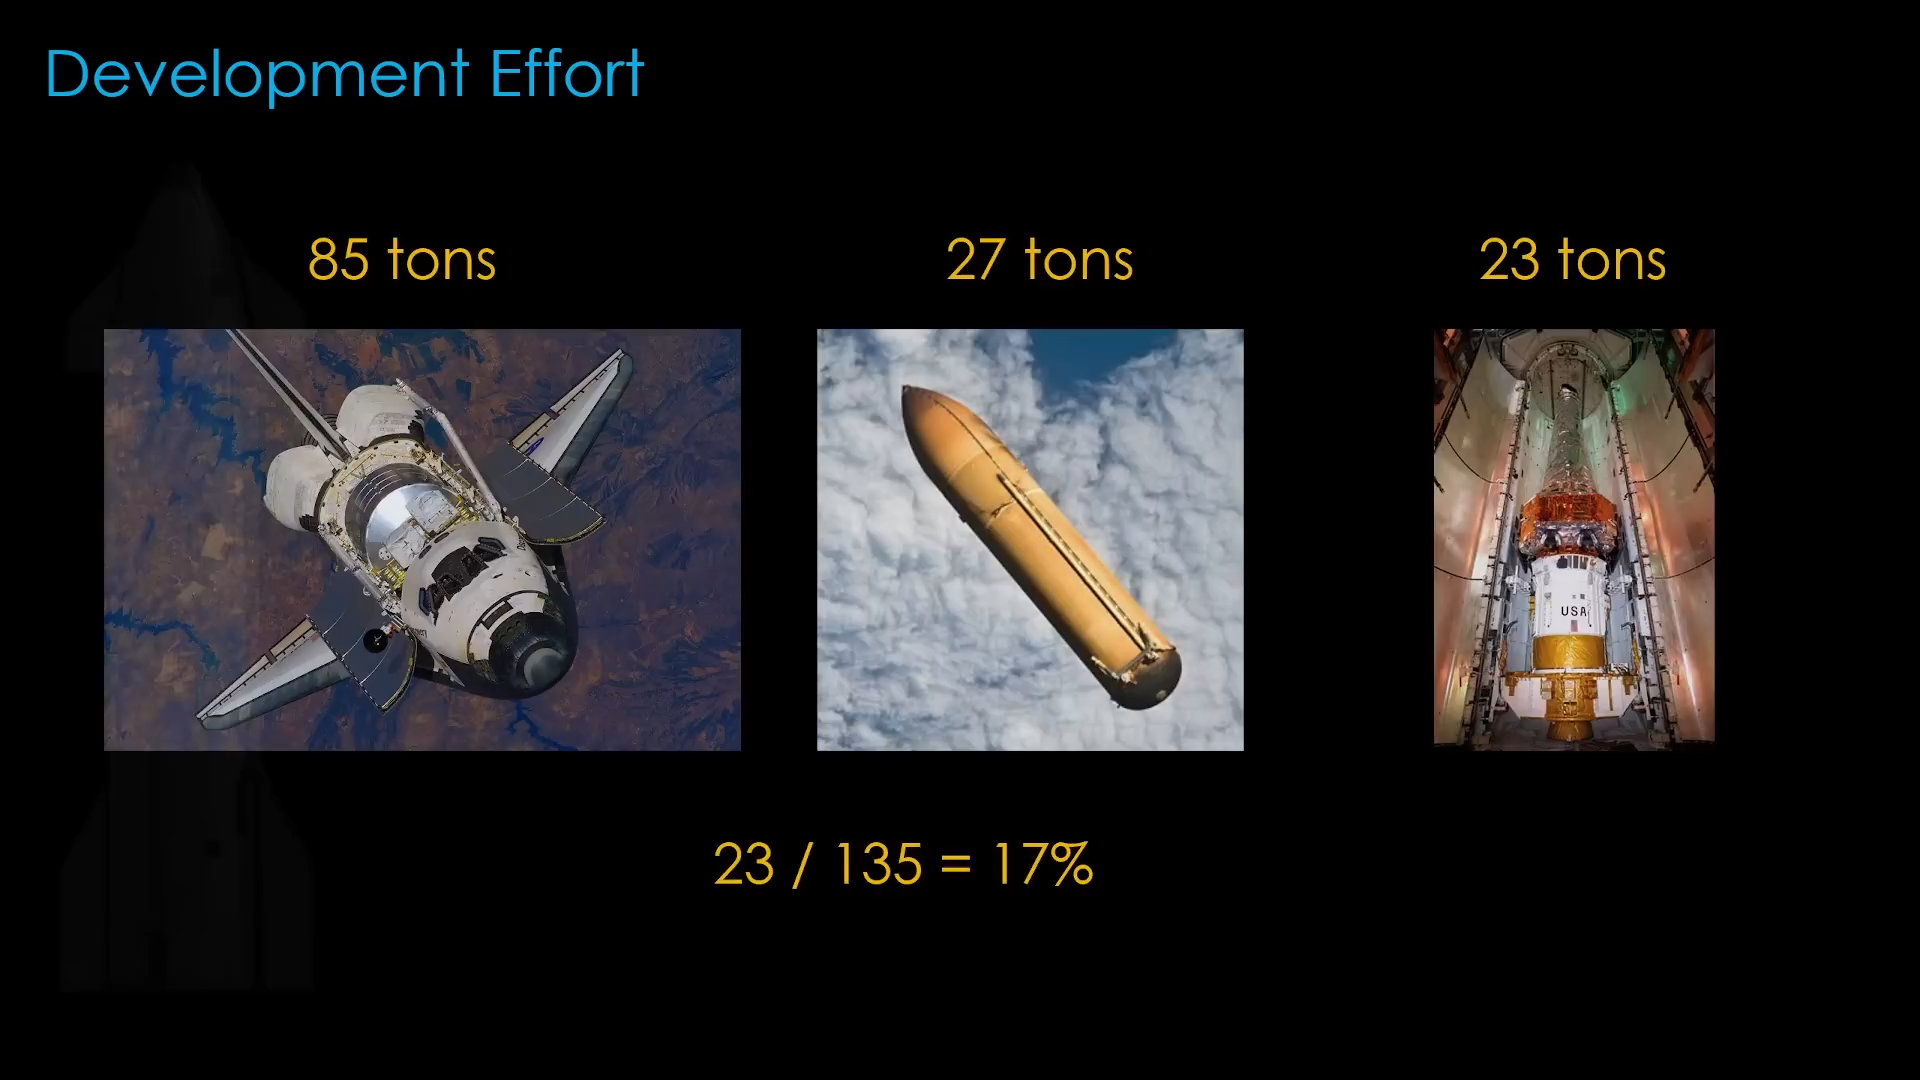 Development Effort
85 tons
27 tons
23 tons
USA
23 / 135 = 17%